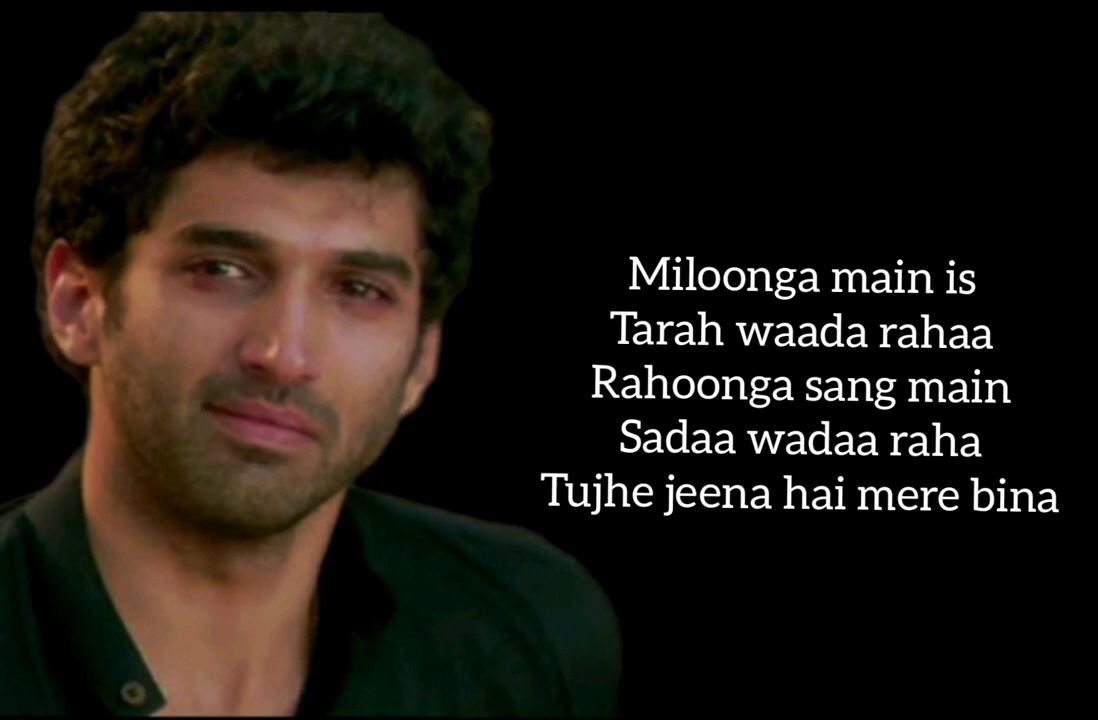 Miloonga main is
Tarah waada rahaa
Rahoonga sang main
Sadaa wadaa raha
Tujhe jeena hai mere bina